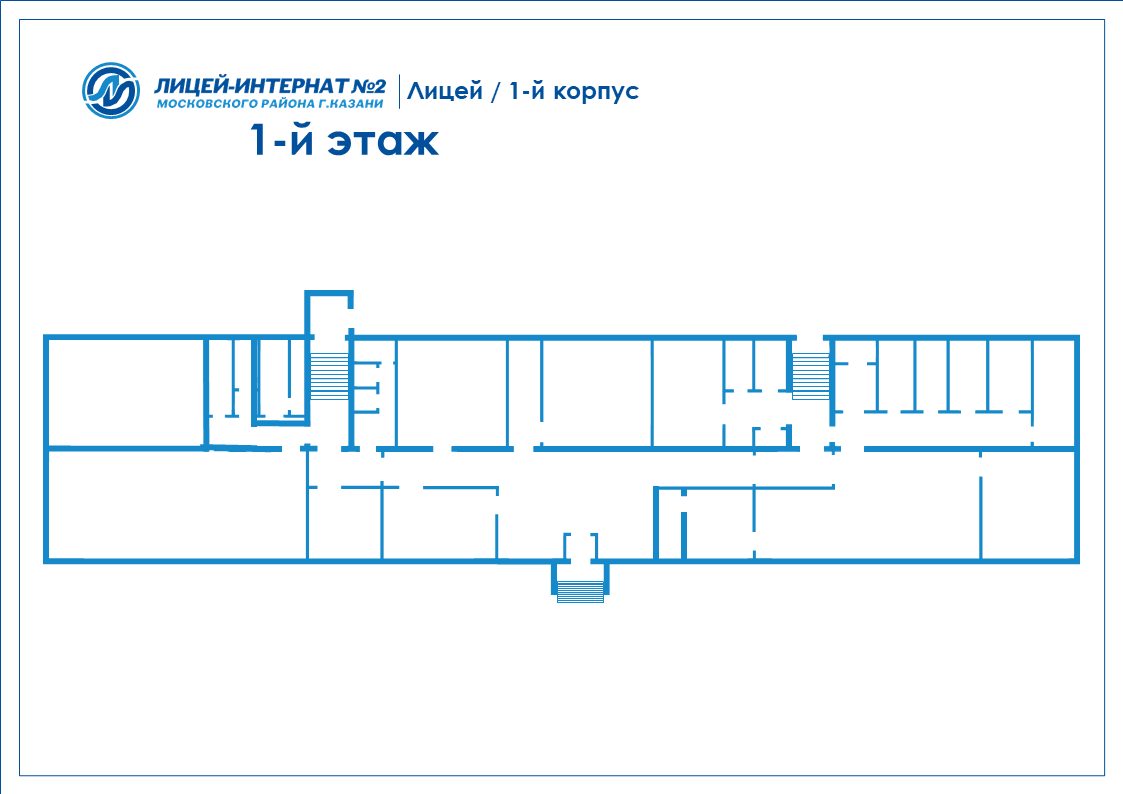 ЛИЦЕЙ-ИНТЕРНАТ №2
МОСКОВСКОГО РАЙОНА Г.КАЗАНИ
Лицей / 1-й корпус
1-й этаж